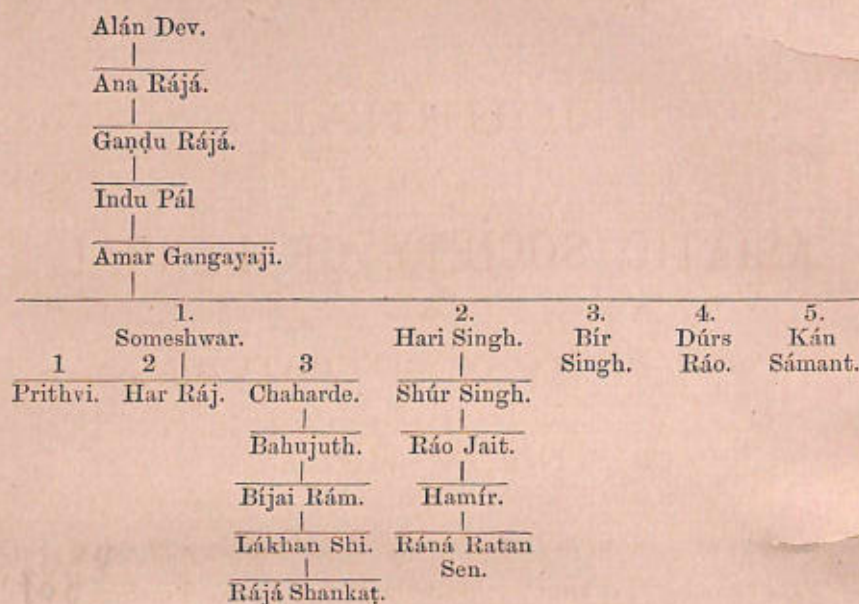 Alán Dev.
Ana Rájá.
Gaṇḍu Rájá.
Indu Pál
Amar Gangayaji.
1. 2. 3. 4. 5.
Someshwar. Hari Singh. Bír Dúrs Kán
1 2 3 Singh. Ráo. Sámant.
Prithvi. Har Ráj. Chaharde. Shúr Singh.
Bahujuth. Ráo Jait.
Bíjai Rám. Hamír.
Lákhan Shi. Ráná Ratan
Sen.
Rájá Shankaṭ.